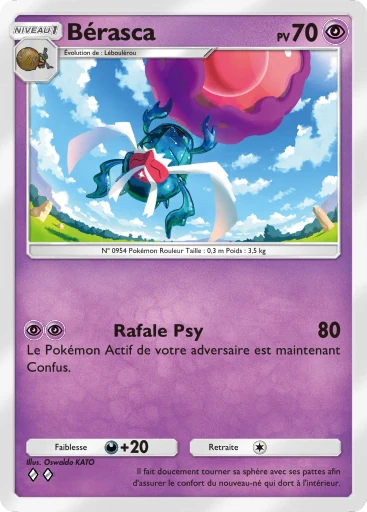 NIVEAU 1
Bérasca
PV 70
Évolution de : Léboulérou
N° 0954 Pokémon Rouleur Taille : 0,3 m Poids : 3,5 kg
Rafale Psy 80
Le Pokémon Actif de votre adversaire est maintenant
Confus.
Faiblesse +20 Retraite
Illus. Oswaldo KATO
Il fait doucement tourner sa sphère avec ses pattes afin
d'assurer le confort du nouveau-né qui dort à l'intérieur.